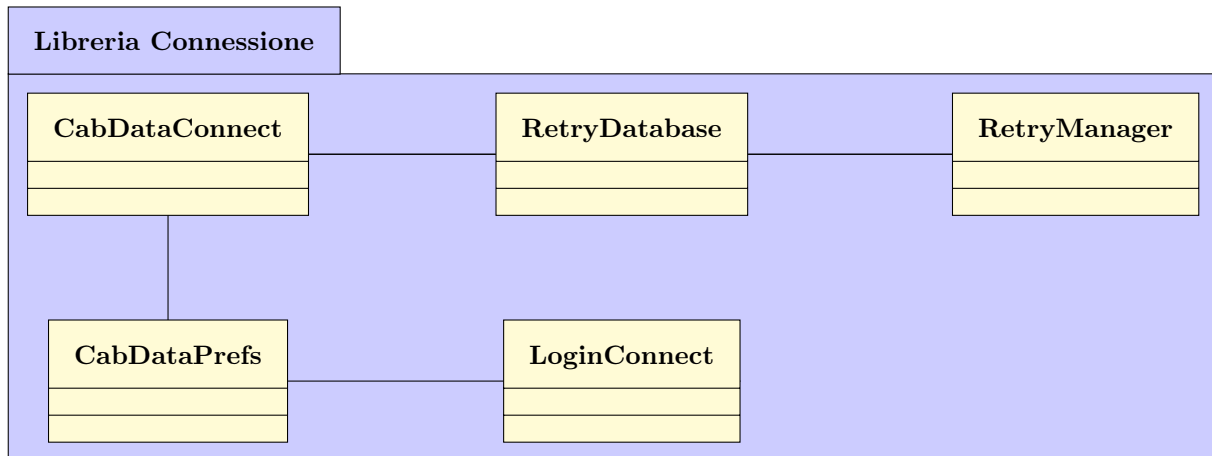 Libreria Connessione
CabDataConnect
RetryDatabase
RetryManager
CabDataPrefs
LoginConnect